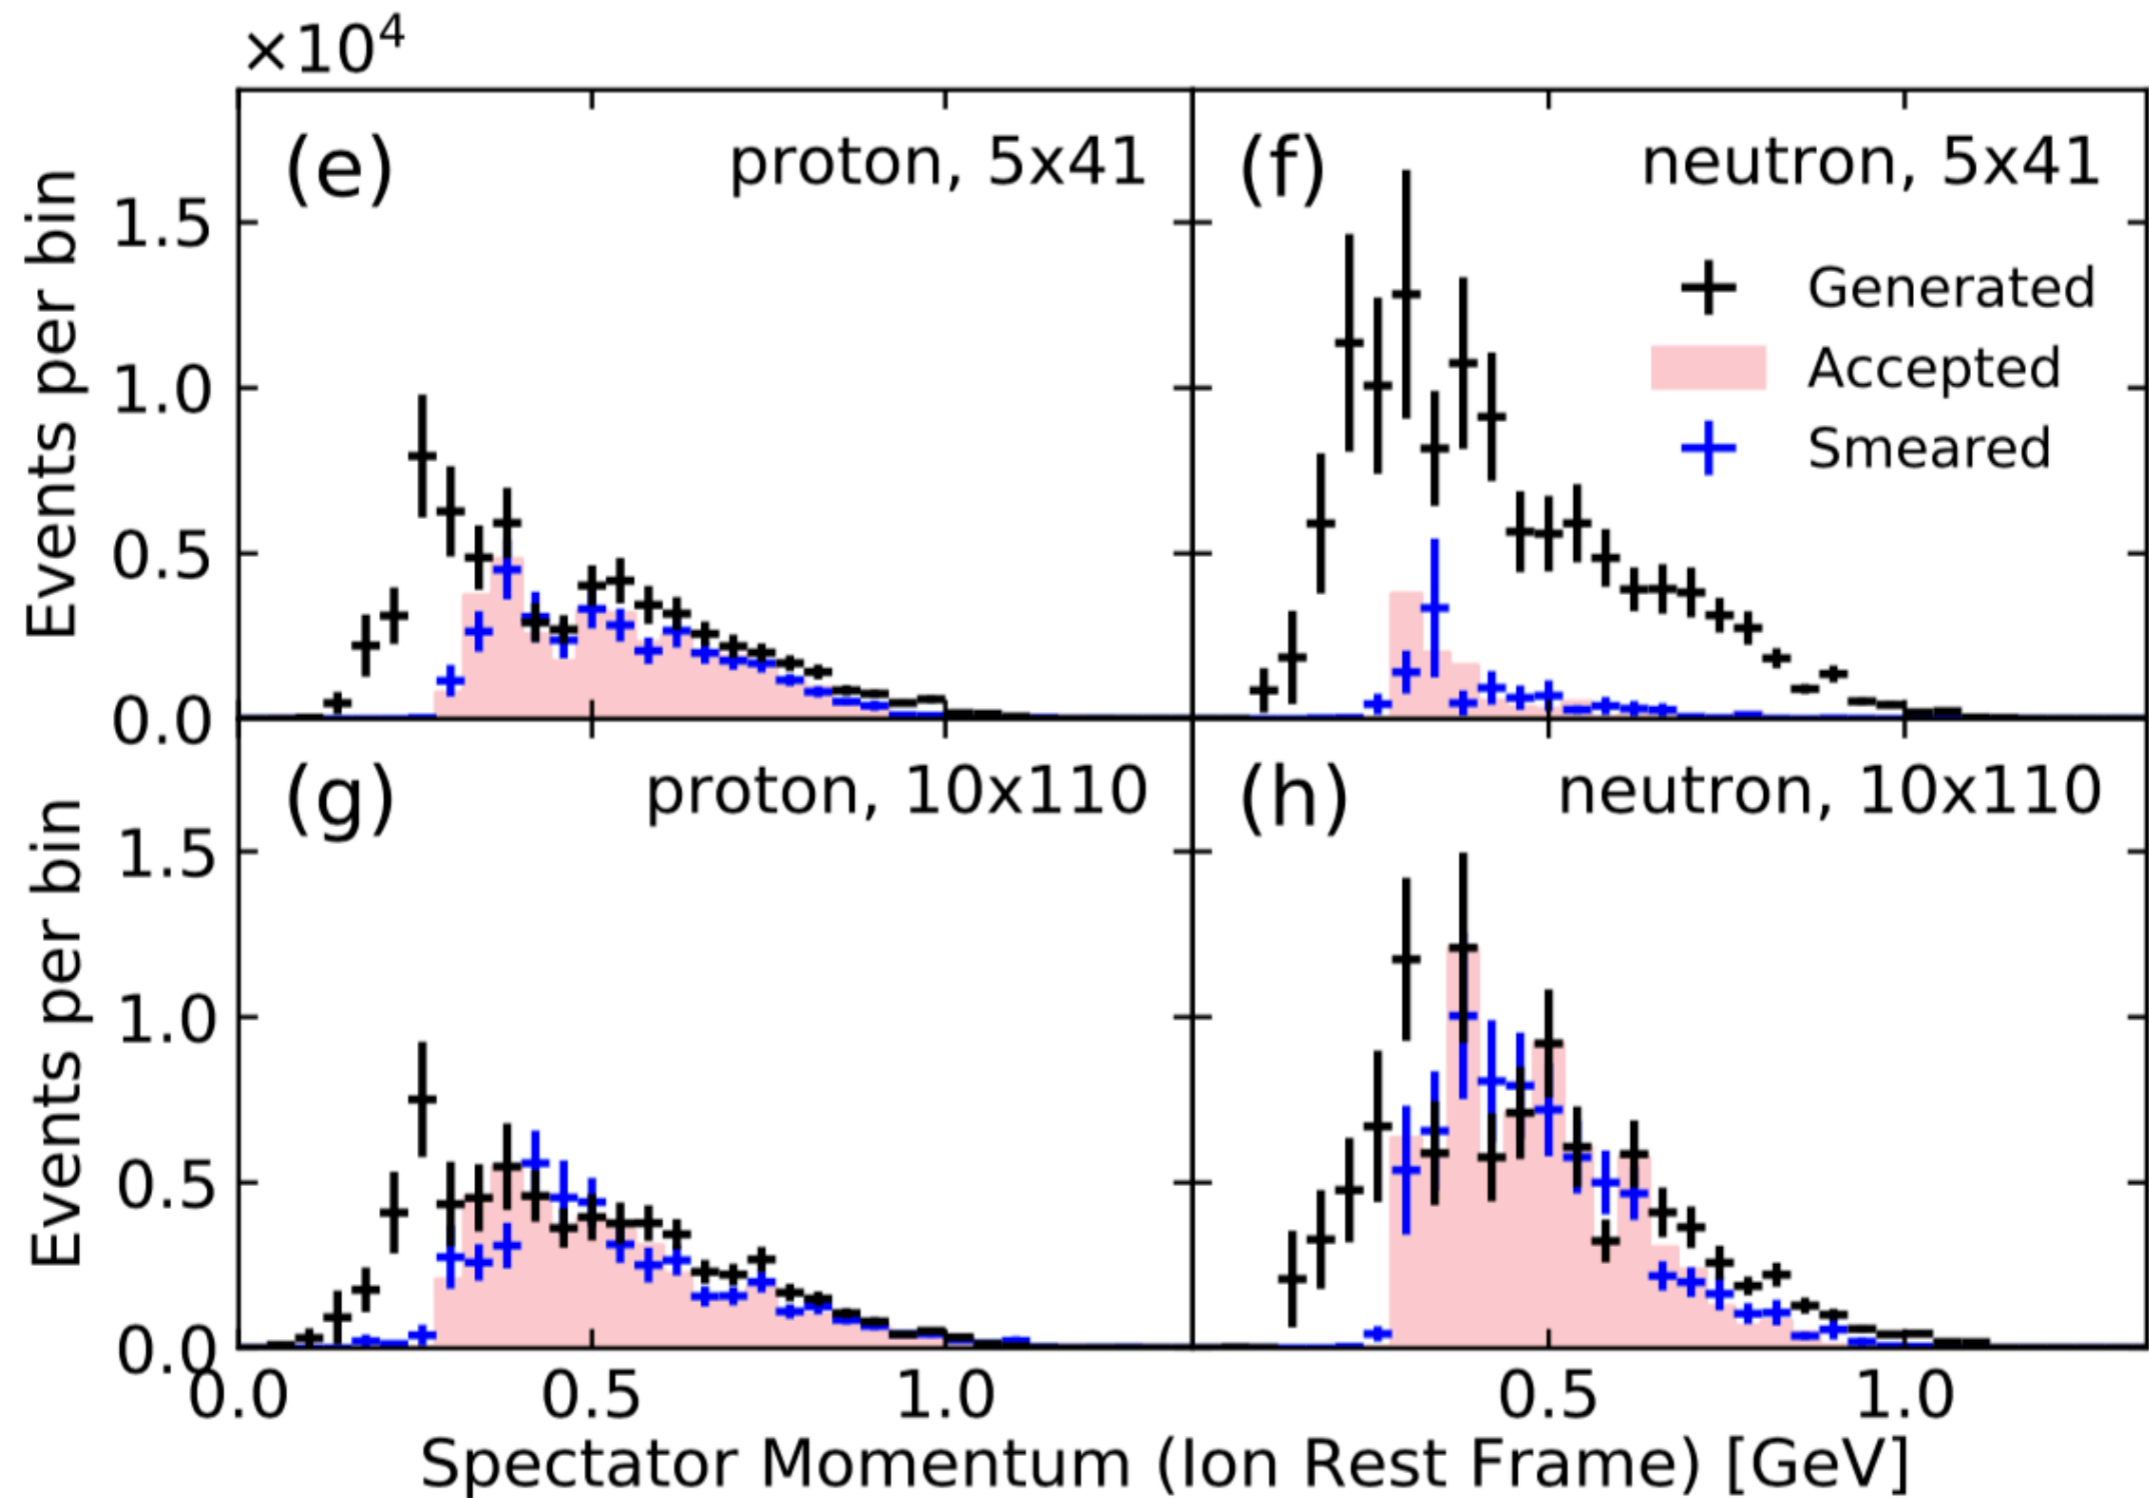 ×10⁴
(e) proton, 5x41
(f) neutron, 5x41
Generated
Accepted
Smeared
Events per bin
1.5
1.0
0.5
0.0
(g) proton, 10x110
(h) neutron, 10x110
Events per bin
1.5
1.0
0.5
0.0
0.0 0.5 1.0 0.5 1.0
Spectator Momentum (Ion Rest Frame) [GeV]